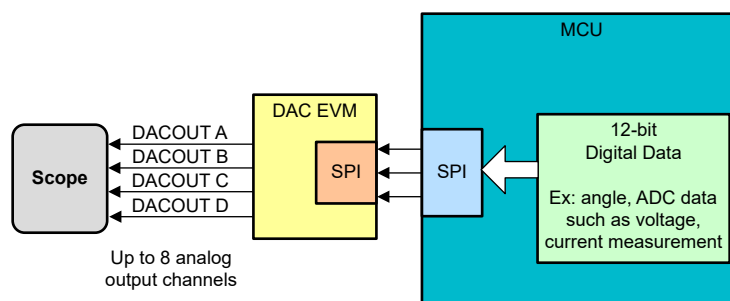 MCU
DAC EVM
12-bit
Digital Data
Ex: angle, ADC data
such as voltage,
current measurement
SPI
SPI
DACOUT A
DACOUT B
DACOUT C
DACOUT D
Scope
Up to 8 analog
output channels